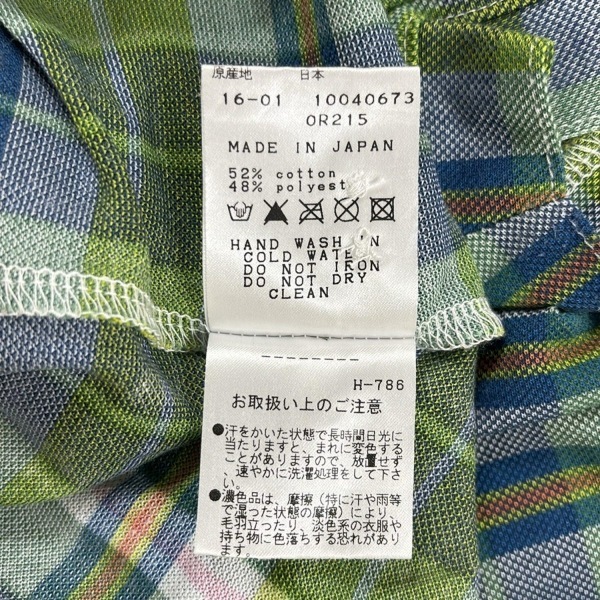 原産地 日本
16-01 10040673
0R215
MADE IN JAPAN
52% cotton
48% polyest
HAND WASH IN
COLD WATER
DO NOT IRON
DO NOT DRY
CLEAN
--------
H-786
お取扱い上のご注意
●汗をかいた状態で長時間日光に
当たりますと、まれに変色する
ことがありますので、放置せず
、速やかに洗濯処理をして下さ
い。
●濃色品は、摩擦（特に汗や雨等
で湿った状態の摩擦）により、
毛羽立ったり、淡色系の衣服や
持ち物に色落ちする恐れがあり
ます。